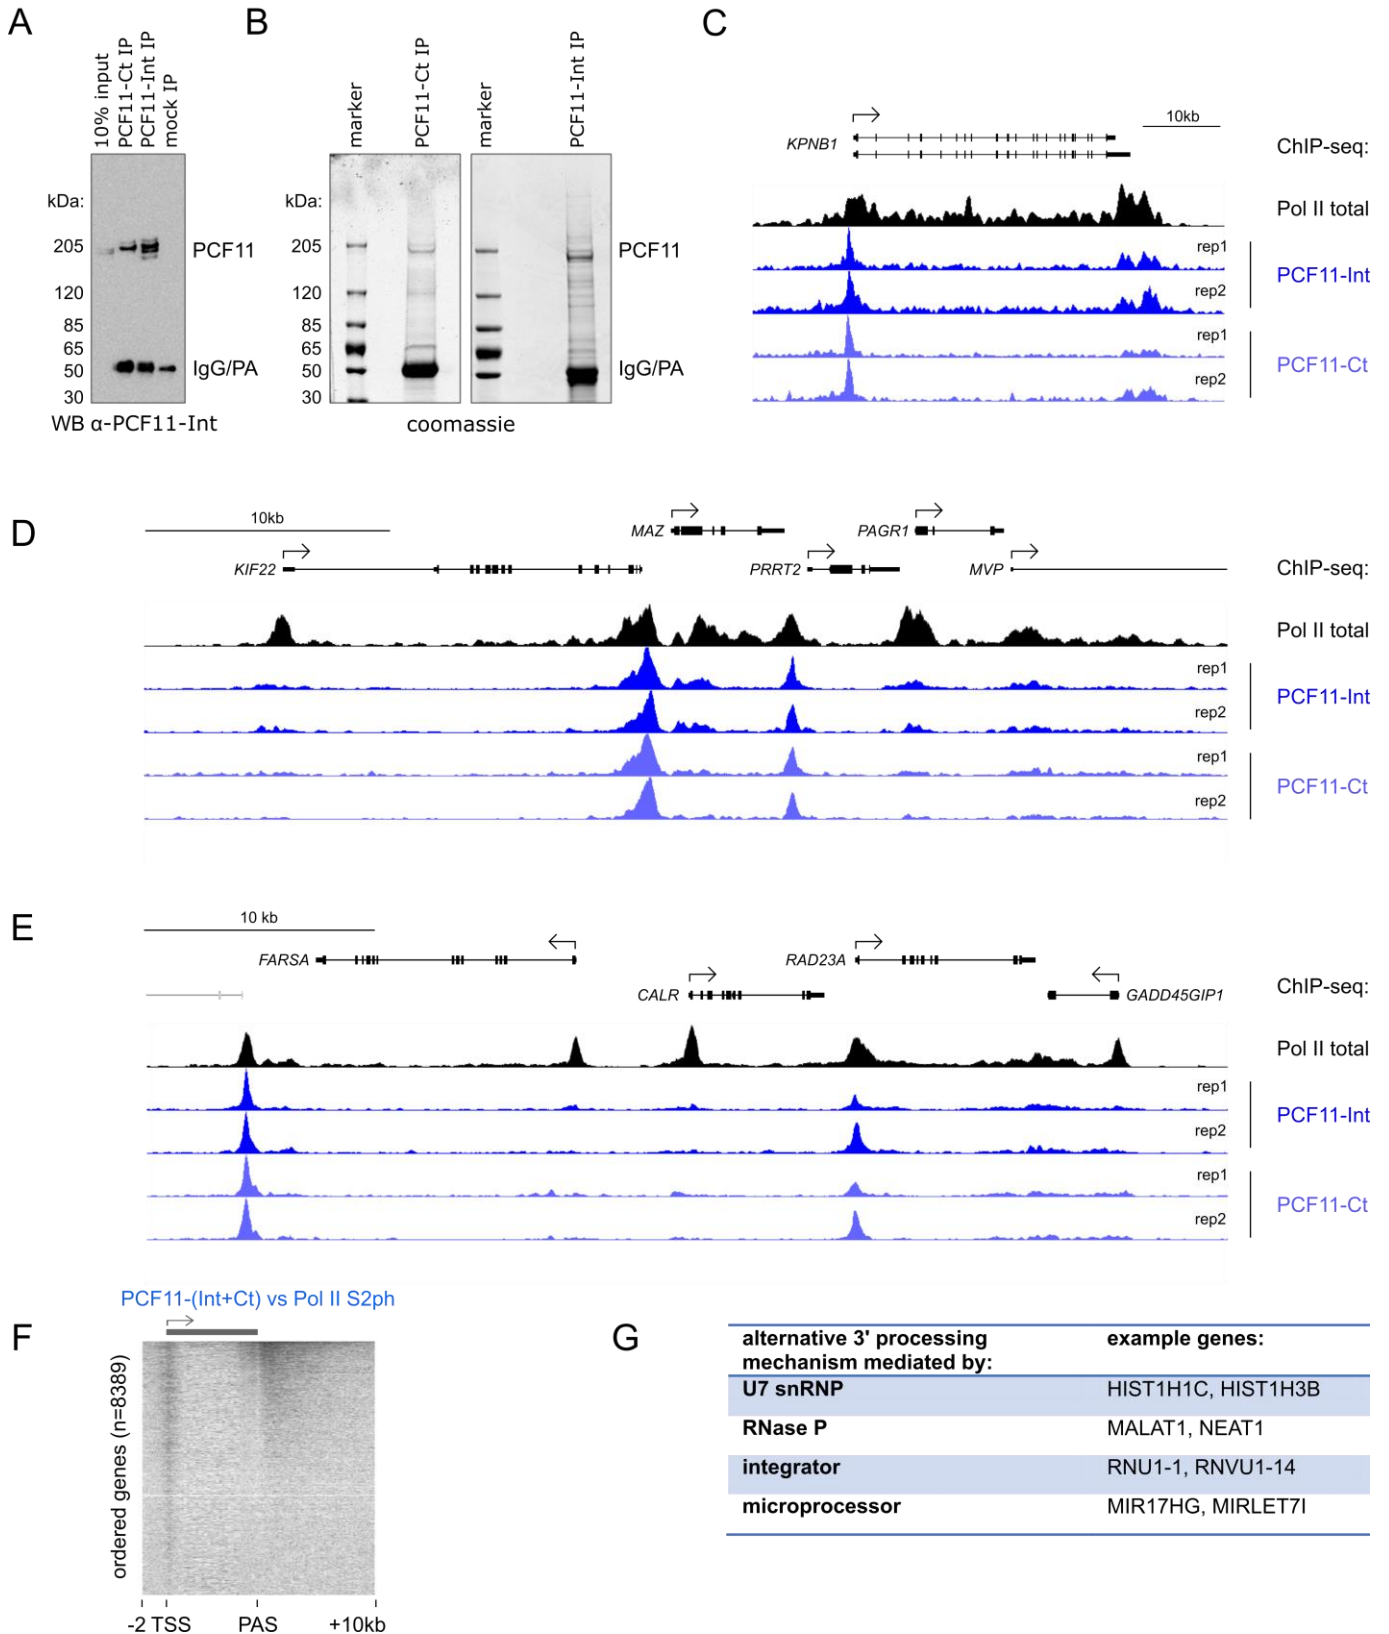 A
10% input
PCF11-Ct IP
PCF11-Int IP
mock IP
kDa:
205
120
85
65
50
30
PCF11
IgG/PA
WB α-PCF11-Int
B
marker
PCF11-Ct IP
marker
PCF11-Int IP
kDa:
205
120
85
65
50
30
PCF11
IgG/PA
coomassie
C
10kb
KPNB1
ChIP-seq:
Pol II total
rep1
PCF11-Int
rep2
rep1
PCF11-Ct
rep2
D
10kb
MAZ
PAGR1
KIF22
PRRT2
MVP
ChIP-seq:
Pol II total
rep1
PCF11-Int
rep2
rep1
PCF11-Ct
rep2
E
10 kb
FARSA
RAD23A
CALR
GADD45GIP1
ChIP-seq:
Pol II total
rep1
PCF11-Int
rep2
rep1
PCF11-Ct
rep2
F
PCF11-(Int+Ct) vs Pol II S2ph
ordered genes (n=8389)
-2 TSS PAS +10kb
G
alternative 3' processing
mechanism mediated by:
example genes:
U7 snRNP HIST1H1C, HIST1H3B
RNase P MALAT1, NEAT1
integrator RNU1-1, RNVU1-14
microprocessor MIR17HG, MIRLET7I